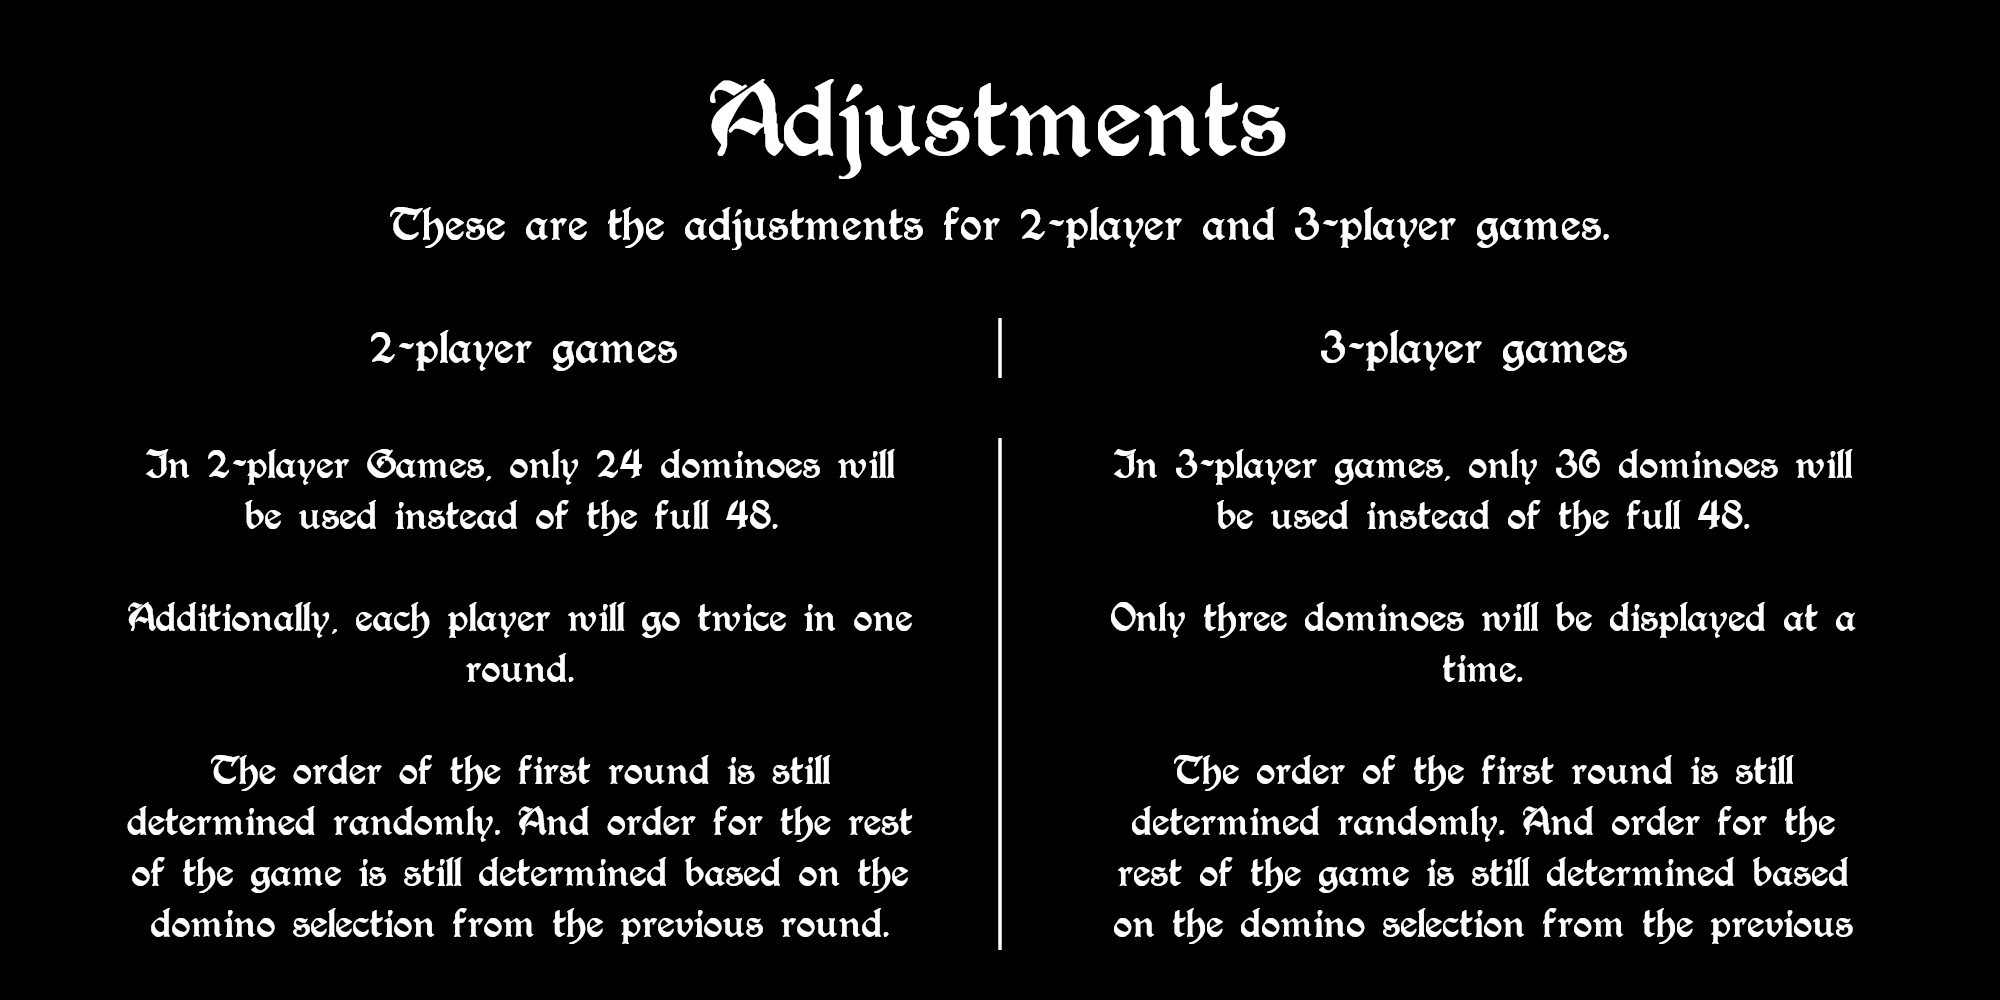 Adjustments
These are the adjustments for 2-player and 3-player games.
2-player games
3-player games
In 2-player Games, only 24 dominoes will
be used instead of the full 48.
Additionally, each player will go twice in one
round.
The order of the first round is still
determined randomly. And order for the rest
of the game is still determined based on the
domino selection from the previous round.
In 3-player games, only 36 dominoes will
be used instead of the full 48.
Only three dominoes will be displayed at a
time.
The order of the first round is still
determined randomly. And order for the
rest of the game is still determined based
on the domino selection from the previous